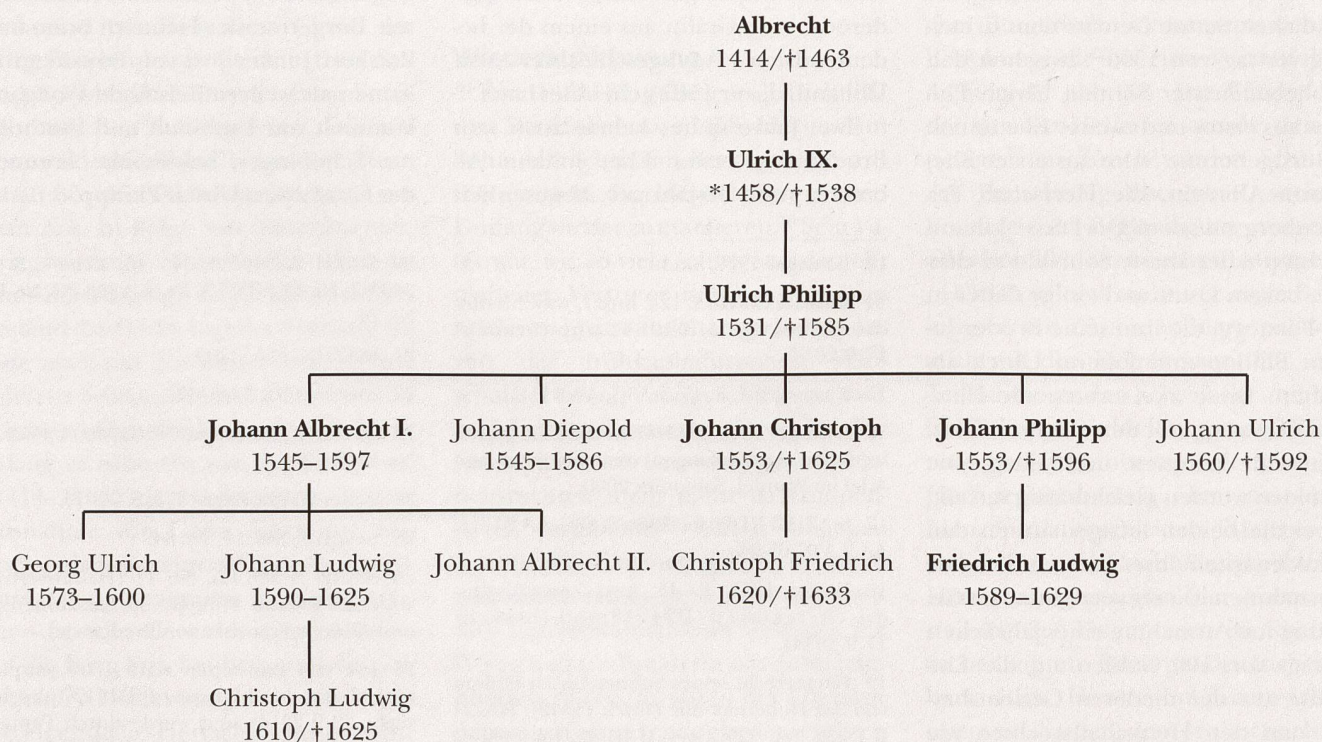 Albrecht
1414/†1463
Ulrich IX.
*1458/†1538
Ulrich Philipp
1531/†1585
Johann Albrecht I.
1545–1597
Johann Diepold
1545–1586
Johann Christoph
1553/†1625
Johann Philipp
1553/†1596
Johann Ulrich
1560/†1592
Georg Ulrich
1573–1600
Johann Ludwig
1590–1625
Johann Albrecht II.
Christoph Friedrich
1620/†1633
Friedrich Ludwig
1589–1629
Christoph Ludwig
1610/†1625